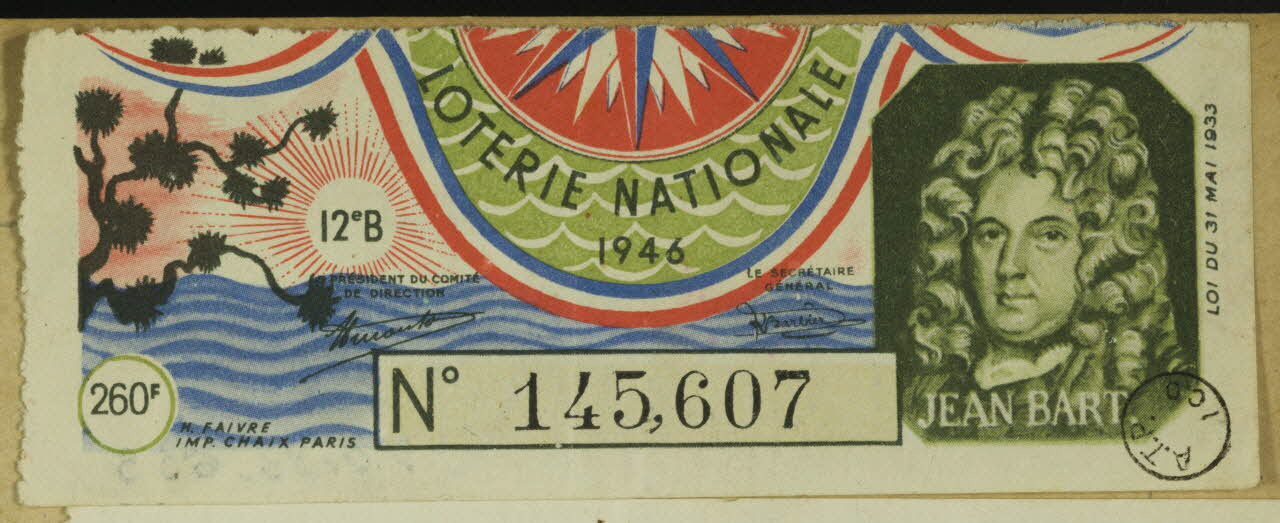 LOTERIE NATIONALE
1946
12eB
LE PRÉSIDENT DU COMITÉ
DE DIRECTION
LE SECRÉTAIRE
GÉNÉRAL
260F
H. FAIVRE
IMP. CHAIX PARIS
N° 145,607
JEAN BART
LOI DU 31 MAI 1933